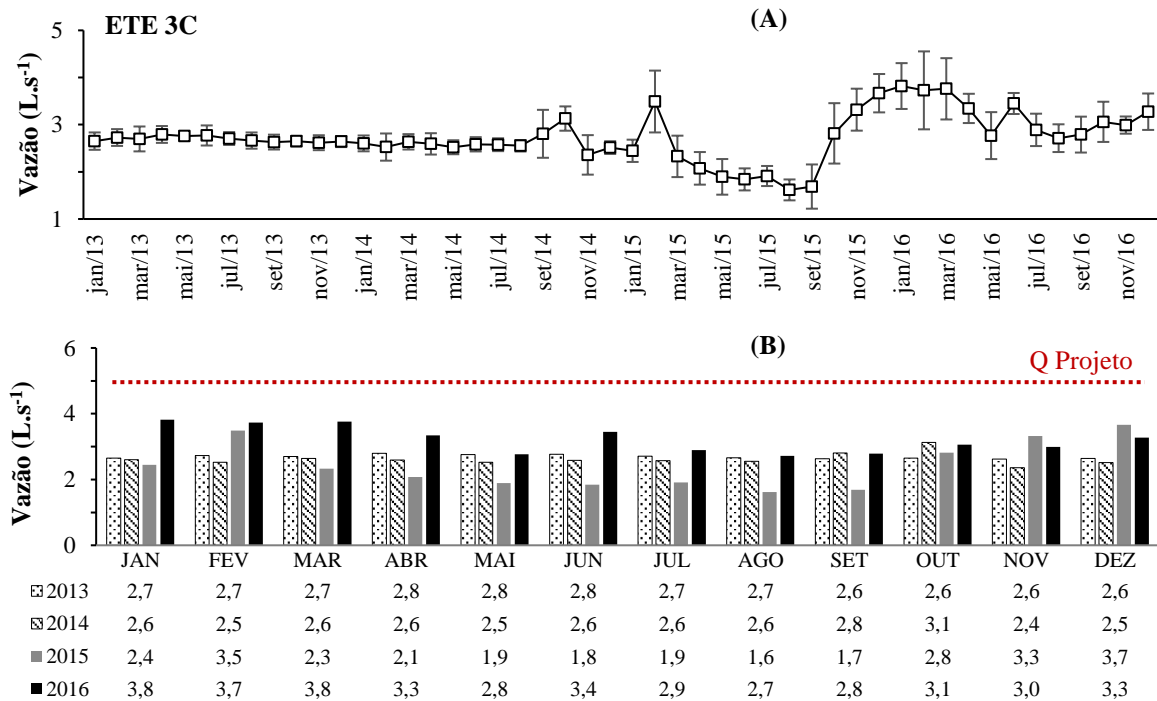 ETE 3C
(A)
Vazão (L.s-1)
5
3
1
jan/13 mar/13 mai/13 jul/13 set/13 nov/13 jan/14 mar/14 mai/14 jul/14 set/14 nov/14 jan/15 mar/15 mai/15 jul/15 set/15 nov/15 jan/16 mar/16 mai/16 jul/16 set/16 nov/16
(B)
Q Projeto
Vazão (L.s-1)
6
4
2
0
JAN FEV MAR ABR MAI JUN JUL AGO SET OUT NOV DEZ
2013 2,7 2,7 2,7 2,8 2,8 2,8 2,7 2,7 2,6 2,6 2,6 2,6
2014 2,6 2,5 2,6 2,6 2,5 2,6 2,6 2,6 2,8 3,1 2,4 2,5
2015 2,4 3,5 2,3 2,1 1,9 1,8 1,9 1,6 1,7 2,8 3,3 3,7
2016 3,8 3,7 3,8 3,3 2,8 3,4 2,9 2,7 2,8 3,1 3,0 3,3